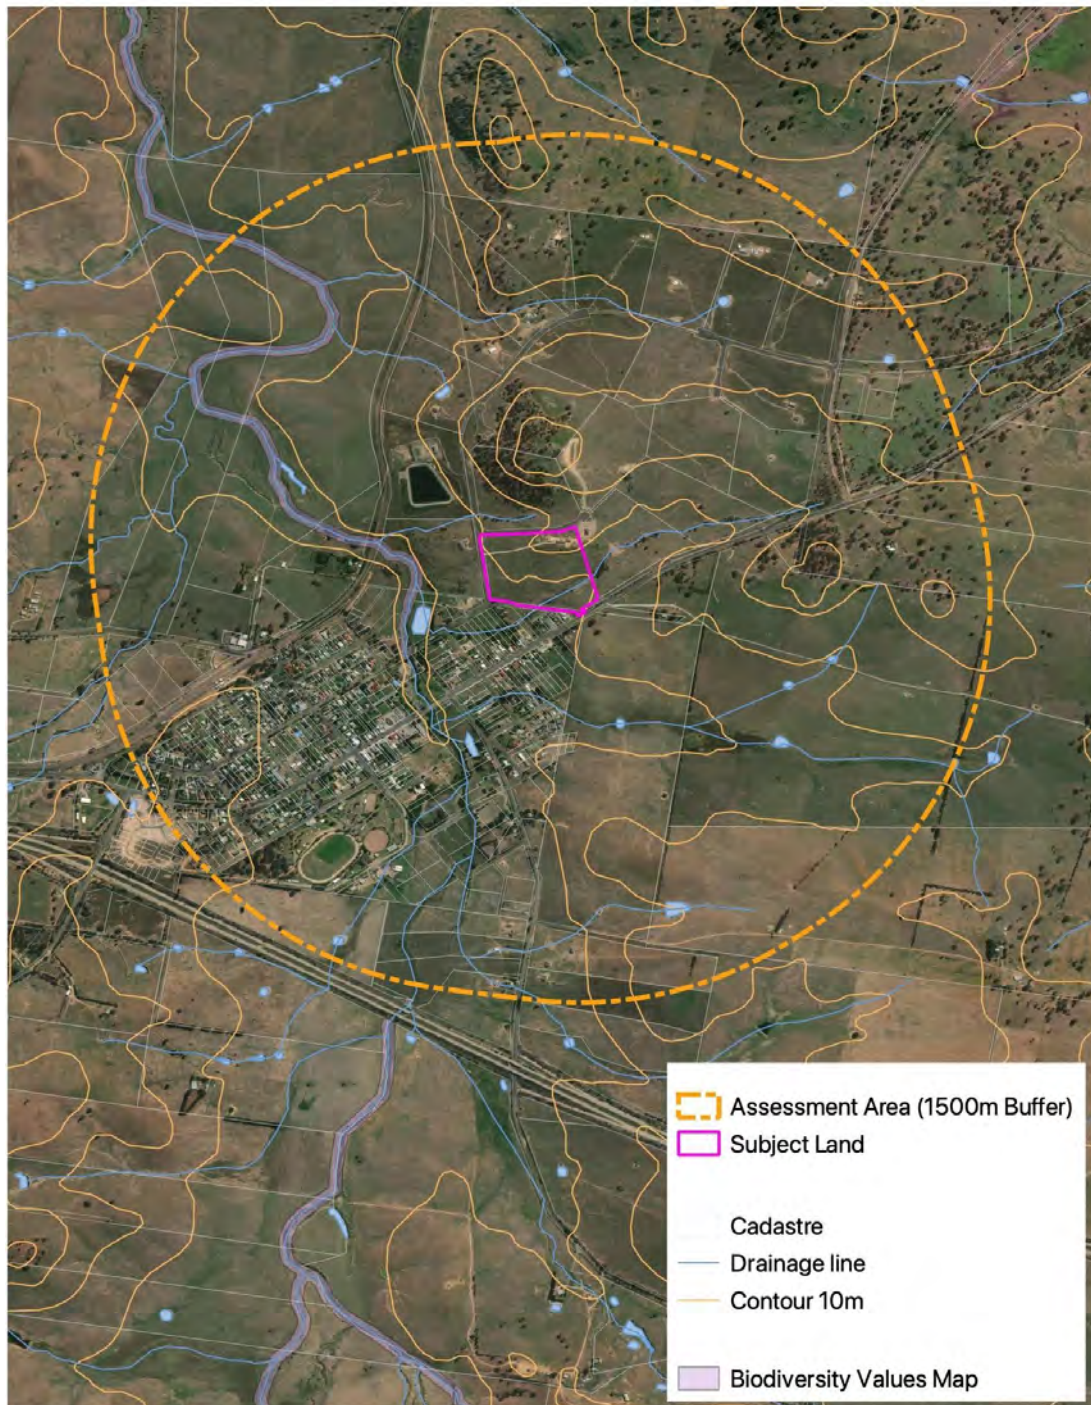 Assessment Area (1500m Buffer)
Subject Land
Cadastre
Drainage line
Contour 10m
Biodiversity Values Map